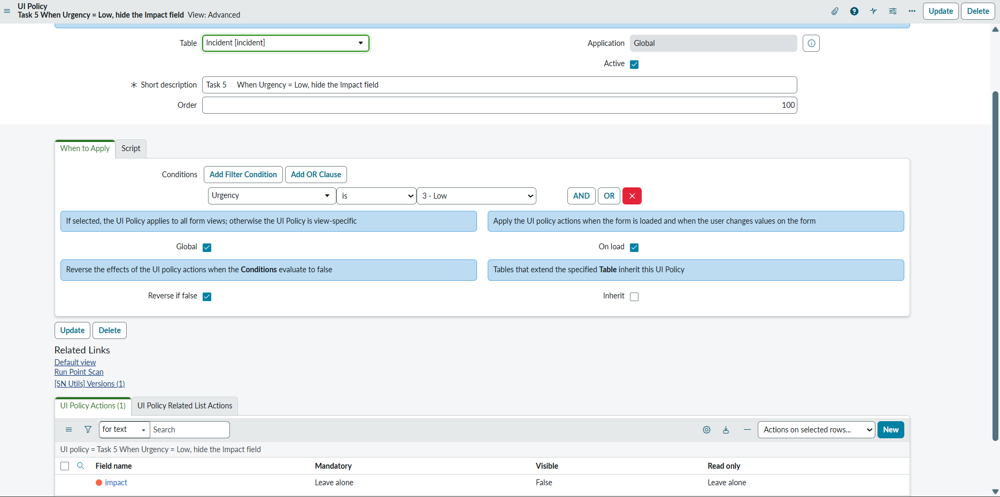 UI Policy
Task 5 When Urgency = Low, hide the Impact field View: Advanced
Update
Delete
Table
Incident [incident]
Application
Global
Active
Short description
Task 5 When Urgency = Low, hide the Impact field
Order
100
When to Apply
Script
Conditions
Add Filter Condition
Add OR Clause
Urgency
is
3 - Low
AND
OR
If selected, the UI Policy applies to all form views; otherwise the UI Policy is view-specific
Apply the UI policy actions when the form is loaded and when the user changes values on the form
Global
On load
Reverse the effects of the UI policy actions when the Conditions evaluate to false
Tables that extend the specified Table inherit this UI Policy
Reverse if false
Inherit
Update
Delete
Related Links
Default view
Run Point Scan
[SN Utils] Versions (1)
UI Policy Actions (1)
UI Policy Related List Actions
for text
Search
Actions on selected rows...
New
UI policy = Task 5 When Urgency = Low, hide the Impact field
Field name Mandatory Visible Read only
impact Leave alone False Leave alone